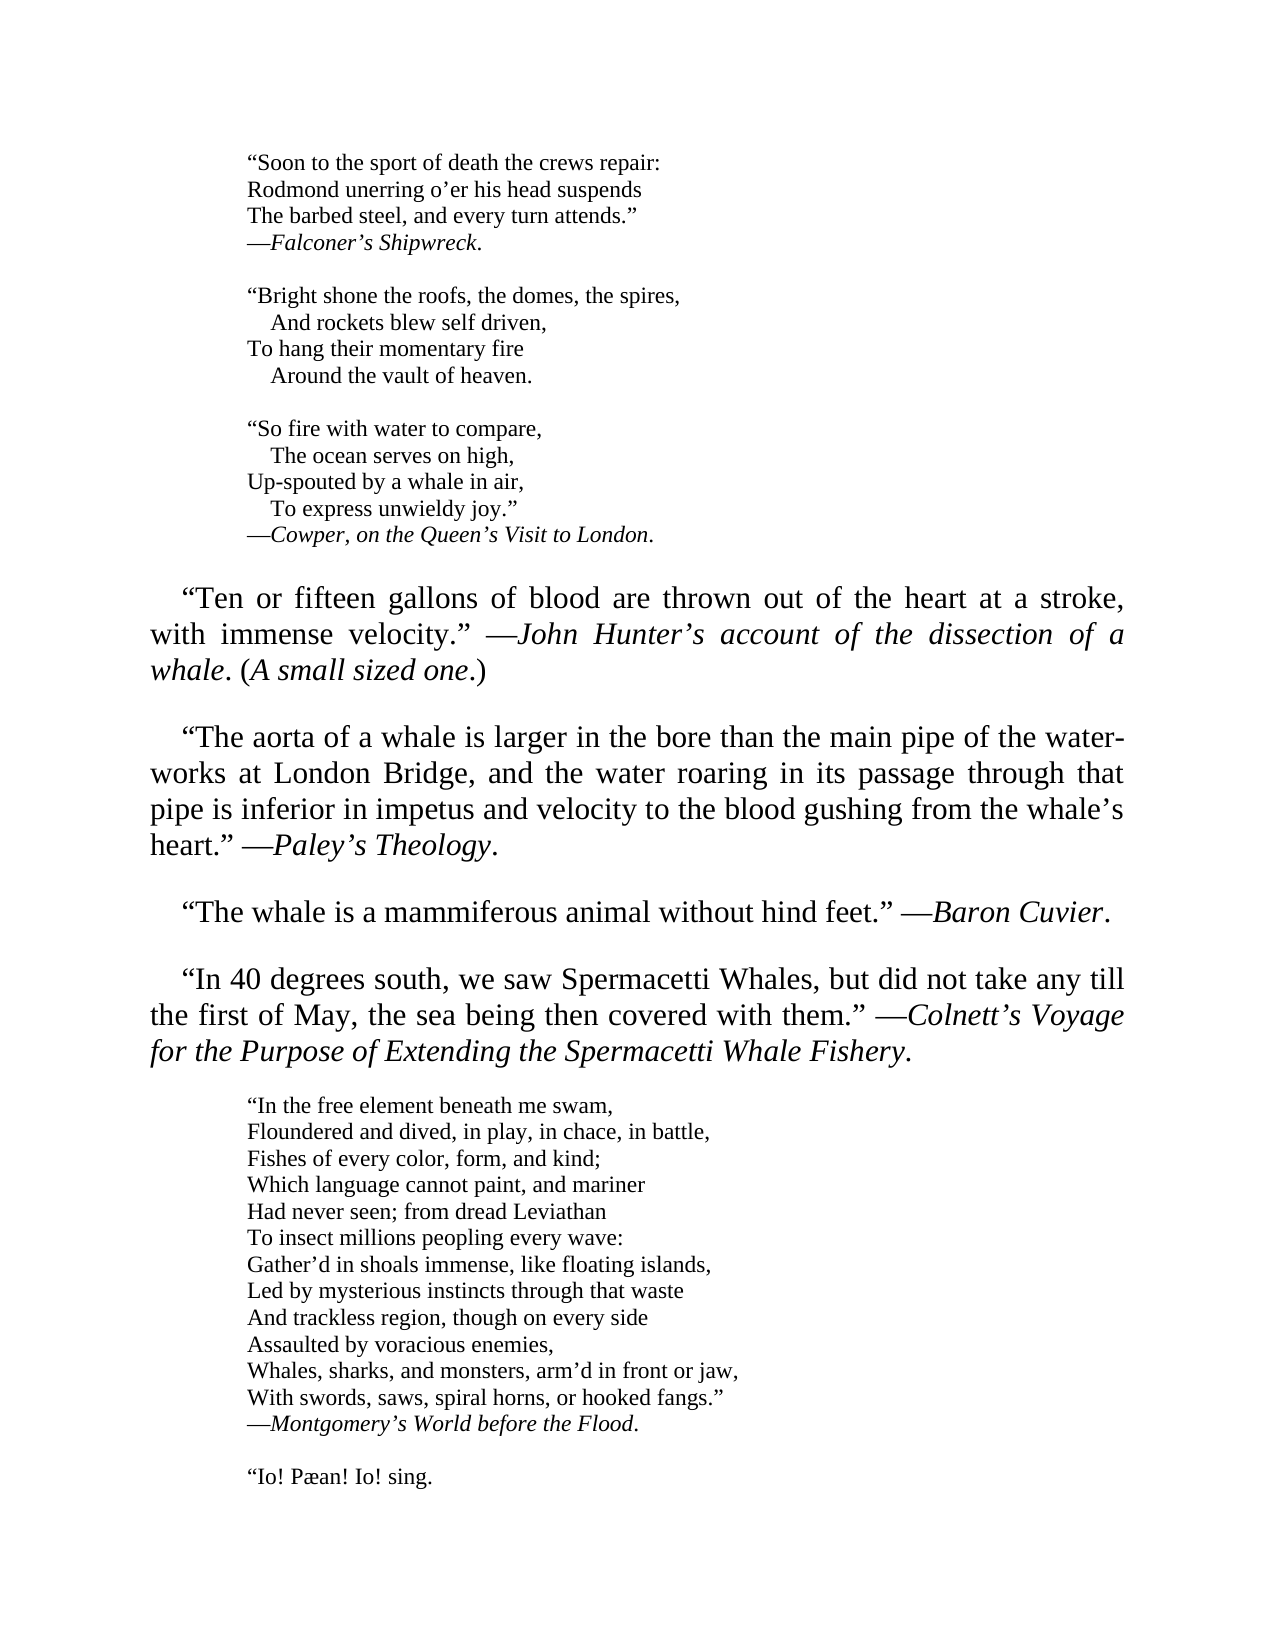 “Soon to the sport of death the crews repair:
Rodmond unerring o’er his head suspends
The barbed steel, and every turn attends.”
—Falconer’s Shipwreck.
“Bright shone the roofs, the domes, the spires,
And rockets blew self driven,
To hang their momentary fire
Around the vault of heaven.
“So fire with water to compare,
The ocean serves on high,
Up-spouted by a whale in air,
To express unwieldy joy.”
—Cowper, on the Queen’s Visit to London.
“Ten or fifteen gallons of blood are thrown out of the heart at a stroke,
with immense velocity.” —John Hunter’s account of the dissection of a
whale. (A small sized one.)
“The aorta of a whale is larger in the bore than the main pipe of the water-
works at London Bridge, and the water roaring in its passage through that
pipe is inferior in impetus and velocity to the blood gushing from the whale’s
heart.” —Paley’s Theology.
“The whale is a mammiferous animal without hind feet.” —Baron Cuvier.
“In 40 degrees south, we saw Spermacetti Whales, but did not take any till
the first of May, the sea being then covered with them.” —Colnett’s Voyage
for the Purpose of Extending the Spermacetti Whale Fishery.
“In the free element beneath me swam,
Floundered and dived, in play, in chace, in battle,
Fishes of every color, form, and kind;
Which language cannot paint, and mariner
Had never seen; from dread Leviathan
To insect millions peopling every wave:
Gather’d in shoals immense, like floating islands,
Led by mysterious instincts through that waste
And trackless region, though on every side
Assaulted by voracious enemies,
Whales, sharks, and monsters, arm’d in front or jaw,
With swords, saws, spiral horns, or hooked fangs.”
—Montgomery’s World before the Flood.
“Io! Pæan! Io! sing.